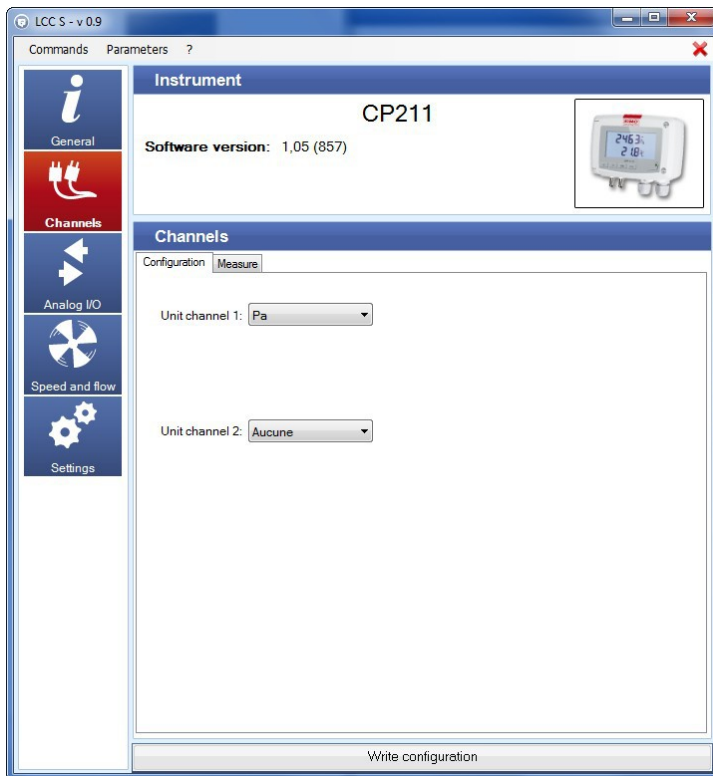 LCC S - v 0.9
Commands Parameters ?
Instrument
CP211
Software version: 1,05 (857)
General
Channels
Analog I/O
Speed and flow
Settings
Channels
Configuration Measure
Unit channel 1: Pa
Unit channel 2: Aucune
Write configuration